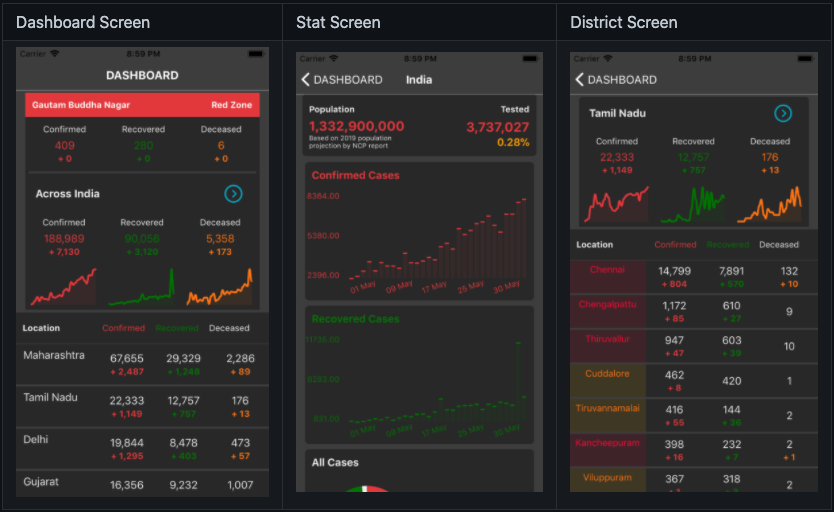 Dashboard Screen
Stat Screen
District Screen
Carrier 8:59 PM
DASHBOARD
Gautam Buddha Nagar Red Zone
Confirmed Recovered Deceased
409 280 6
+ 0 + 0 + 0
Across India
Confirmed Recovered Deceased
188,989 90,056 5,358
+ 7,130 + 3,120 + 173
Location Confirmed Recovered Deceased
Maharashtra 67,655 29,329 2,286
+ 2,487 + 1,248 + 89
Tamil Nadu 22,333 12,757 176
+ 1,149 + 757 + 13
Delhi 19,844 8,478 473
+ 1,295 + 403 + 57
Gujarat 16,356 9,232 1,007
Carrier 8:59 PM
DASHBOARD India
Population Tested
1,332,900,000 3,737,027
Based on 2019 population 0.28%
projection by NCP report
Confirmed Cases
8364.00
5380.00
2396.00
01 May 09 May 17 May 25 May 30 May
Recovered Cases
11735.00
831.00
01 May 09 May 17 May 25 May 30 May
All Cases
Carrier 8:59 PM
DASHBOARD
Tamil Nadu
Confirmed Recovered Deceased
22,333 12,757 176
+ 1,149 + 757 + 13
Location Confirmed Recovered Deceased
Chennai 14,799 7,891 132
+ 804 + 570 + 10
Chengalpattu 1,172 610 9
+ 85 + 27
Thiruvallur 947 603 10
+ 47 + 39
Cuddalore 462 420 1
+ 8
Tiruvannamalai 416 144 2
+ 55
Kancheepuram 398 232 2
+ 16 + 7 + 1
Viluppuram 367 318 2